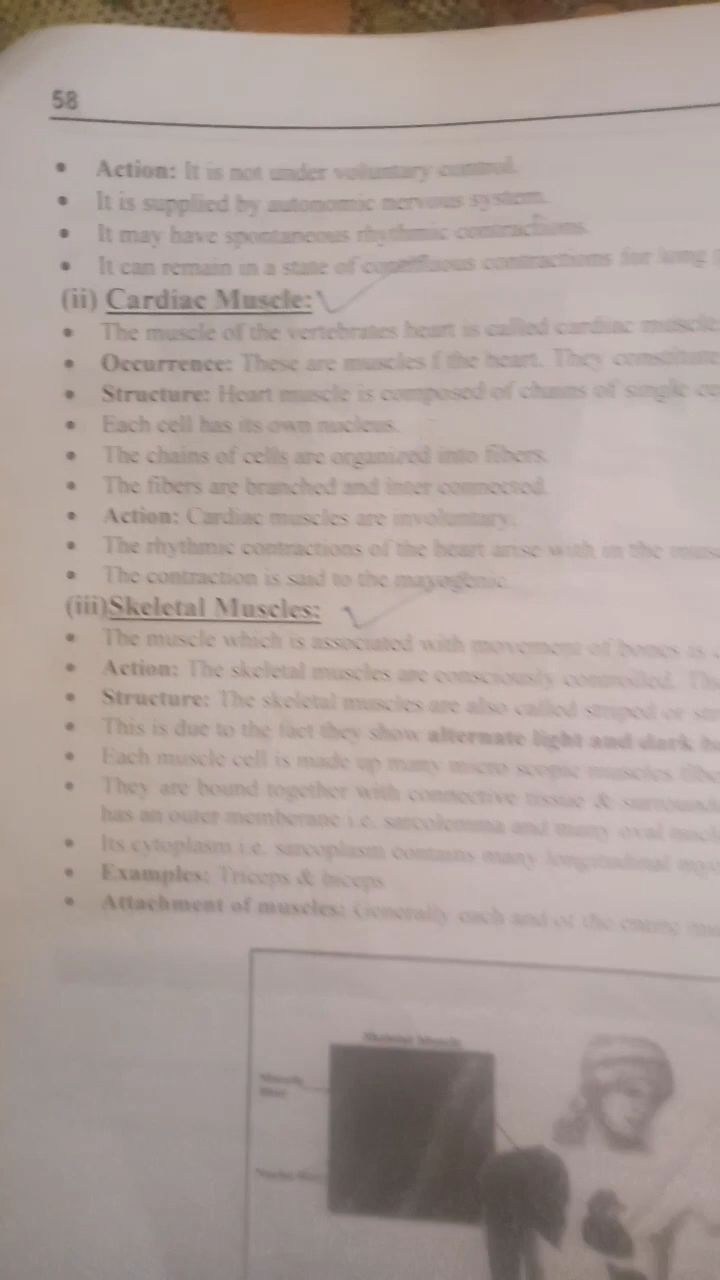 58
• Action: It is not under voluntary control.
• It is supplied by autonomic nervous system.
• It may have spontaneous rhythmic contractions.
• It can remain in a state of continuous contractions for long
(ii) Cardiac Muscle:
• The muscle of the vertebrates heart is called cardiac muscle
• Occurrence: These are muscles f the heart. They constitute
• Structure: Heart muscle is composed of chains of single
• Each cell has its own nucleus.
• The chains of cells are organized into fibers.
• The fibers are branched and inter connected.
• Action: Cardiac muscles are involuntary.
• The rhythmic contractions of the heart arise with in the
• The contraction is said to the mayogenic.
(iii)Skeletal Muscles:
• The muscle which is associated with movement of bones is
• Action: The skeletal muscles are consciously controlled.
• Structure: The skeletal muscles are also called striped or
• This is due to the fact they show alternate light and dark
• Each muscle cell is made up many micro scopic muscles
• They are bound together with connective tissue &
has an outer memberane i.e. sarcolemma and many oval
• Its cytoplasm i.e. sarcoplasm contains many longitudinal
• Examples: Triceps & biceps
• Attachment of muscles: Generally each and of the entire
Skeletal Muscle